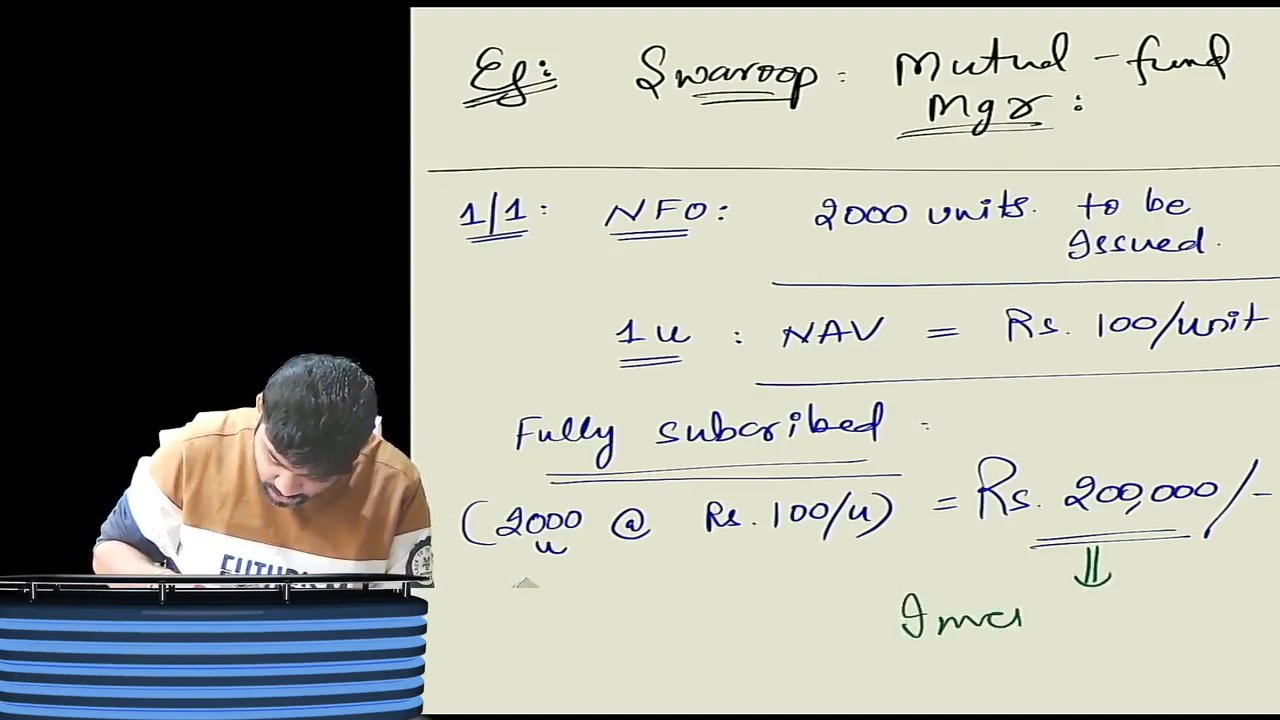 Eg: Swaroop: Mutual-fund
Mgr:
1/1: NFO: 2000 units. to be
Issued.
1u : NAV = Rs. 100/unit
Fully subcribed :
(2000 @ Rs. 100/u) = Rs. 200,000/-
u
⇓
FUTURE